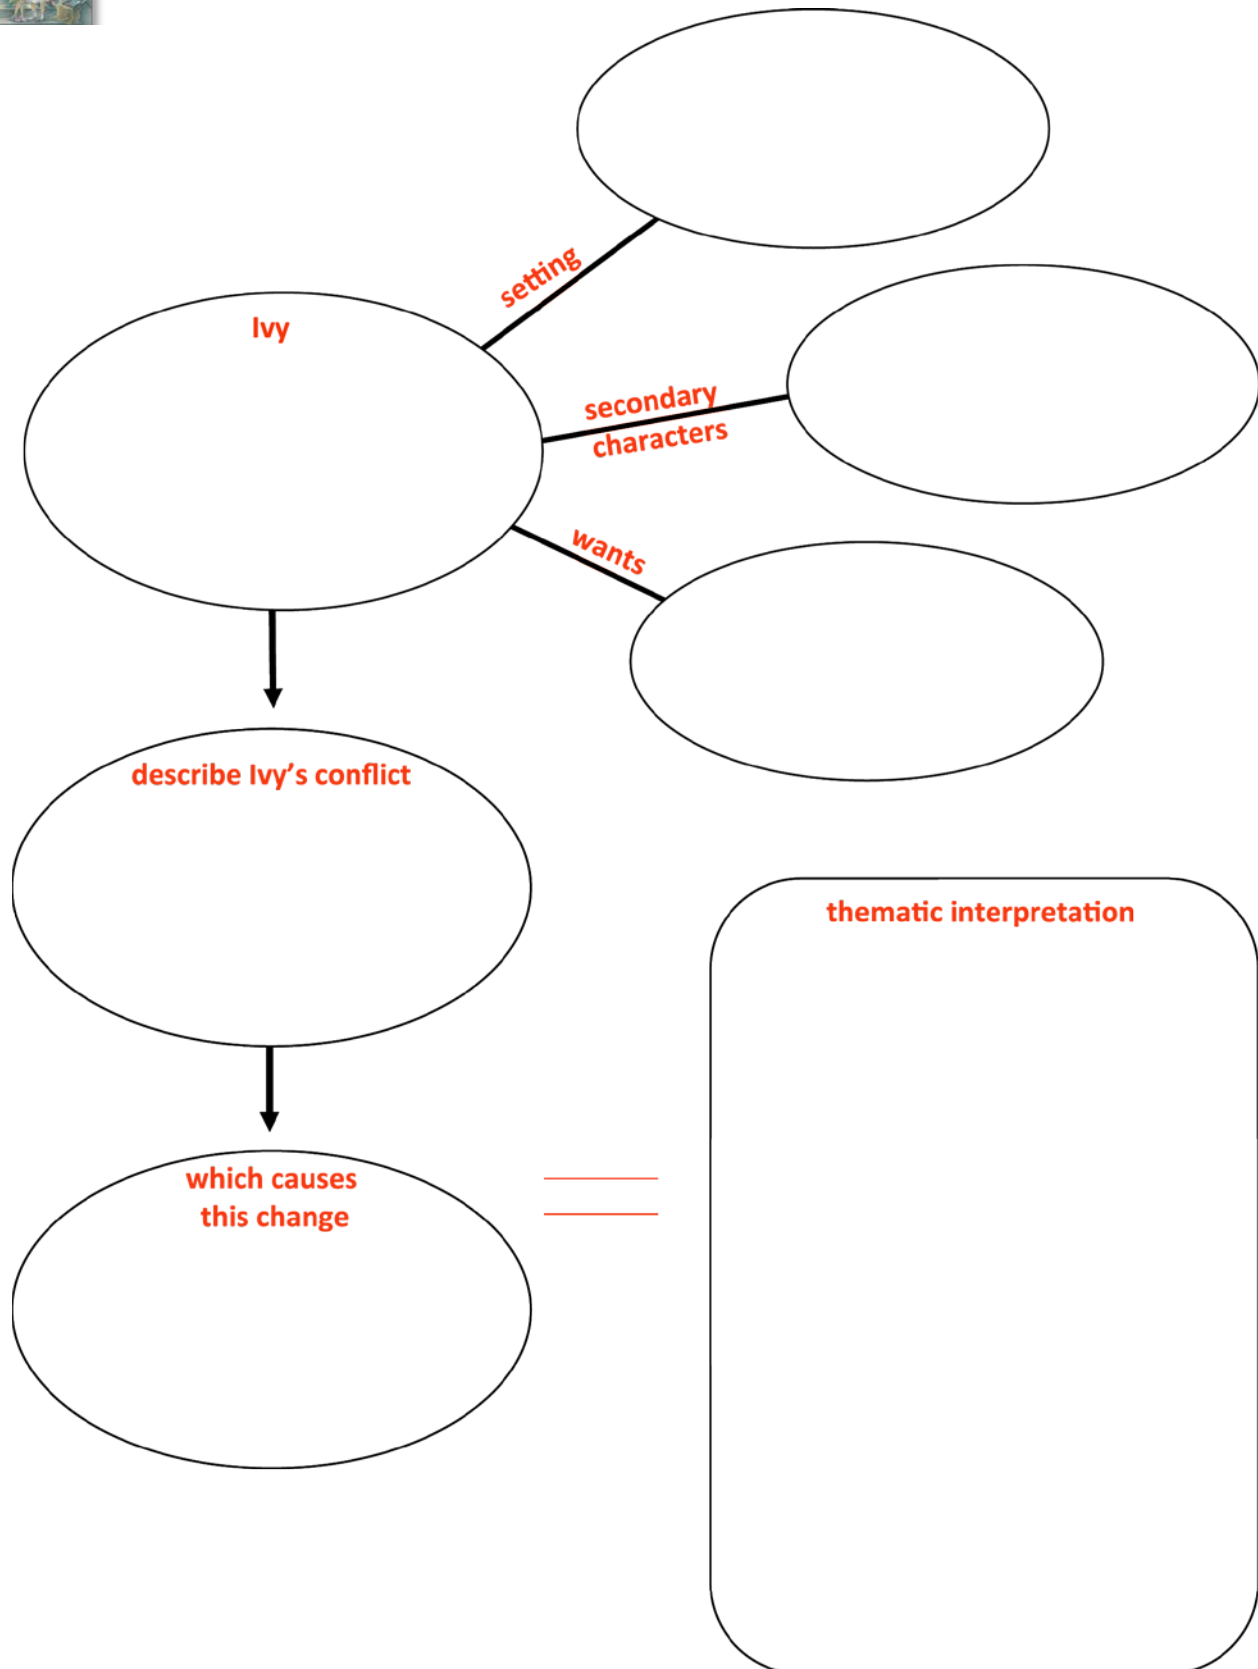 setting
Ivy
secondary
characters
wants
describe Ivy’s conflict
thematic interpretation
which causes
this change